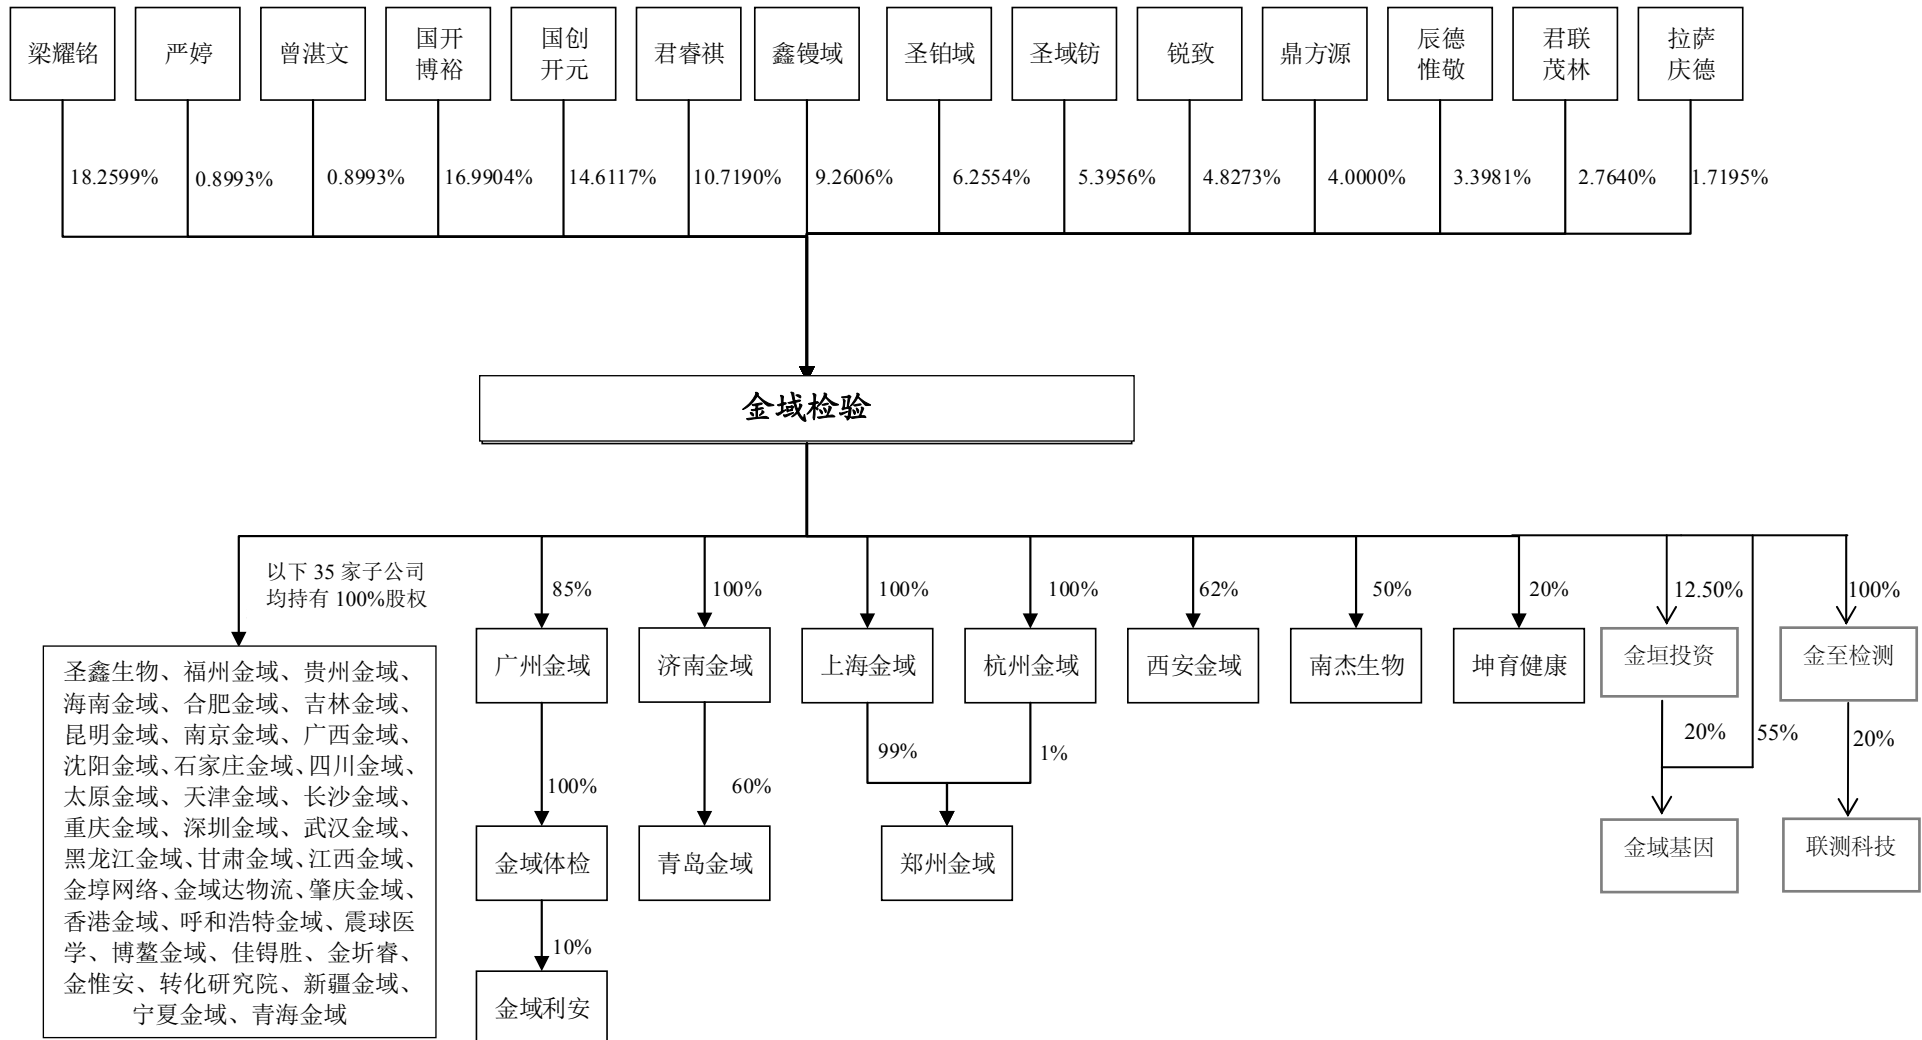 梁耀铭
严婷
曾湛文
国开
博裕
国创
开元
君睿祺
鑫镘域
圣铂域
圣域钫
锐致
鼎方源
辰德
惟敬
君联
茂林
拉萨
庆德
18.2599%
0.8993%
0.8993%
16.9904%
14.6117%
10.7190%
9.2606%
6.2554%
5.3956%
4.8273%
4.0000%
3.3981%
2.7640%
1.7195%
金域检验
以下 35 家子公司
均持有 100%股权
85%
100%
100%
100%
62%
50%
20%
12.50%
100%
圣鑫生物、福州金域、贵州金域、
海南金域、合肥金域、吉林金域、
昆明金域、南京金域、广西金域、
沈阳金域、石家庄金域、四川金域、
太原金域、天津金域、长沙金域、
重庆金域、深圳金域、武汉金域、
黑龙江金域、甘肃金域、江西金域、
金埻网络、金域达物流、肇庆金域、
香港金域、呼和浩特金域、震球医
学、博鳌金域、佳锝胜、金圻睿、
金惟安、转化研究院、新疆金域、
宁夏金域、青海金域
广州金域
济南金域
上海金域
杭州金域
西安金域
南杰生物
坤育健康
金垣投资
金至检测
100%
60%
99%
1%
20%
55%
20%
金域体检
青岛金域
郑州金域
金域基因
联测科技
10%
金域利安